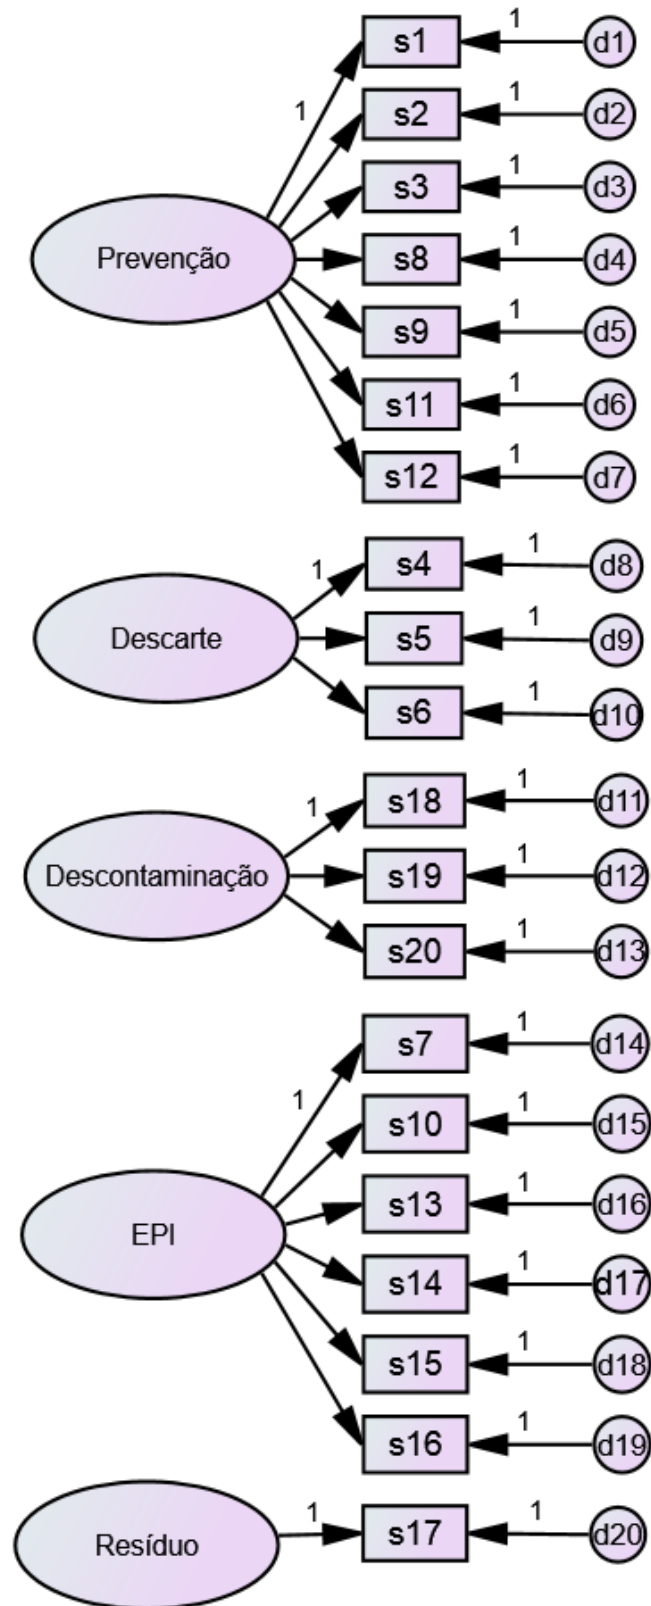 s1 1 d1
1
s2 1 d2
s3 1 d3
Prevenção s8 1 d4
s9 1 d5
s11 1 d6
s12 1 d7
1 s4 1 d8
Descarte s5 1 d9
s6 1 d10
1 s18 1 d11
Descontaminação s19 1 d12
s20 1 d13
s7 1 d14
1
s10 1 d15
s13 1 d16
EPI
s14 1 d17
s15 1 d18
s16 1 d19
Resíduo 1 s17 1 d20